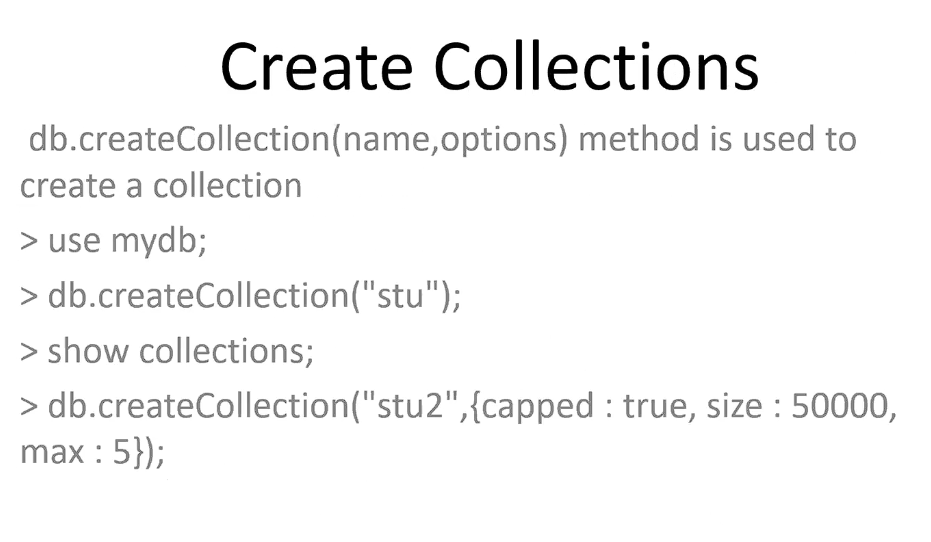 Create Collections
db.createCollection(name,options) method is used to
create a collection
> use mydb;
> db.createCollection("stu");
> show collections;
> db.createCollection("stu2",{capped : true, size : 50000,
max : 5});